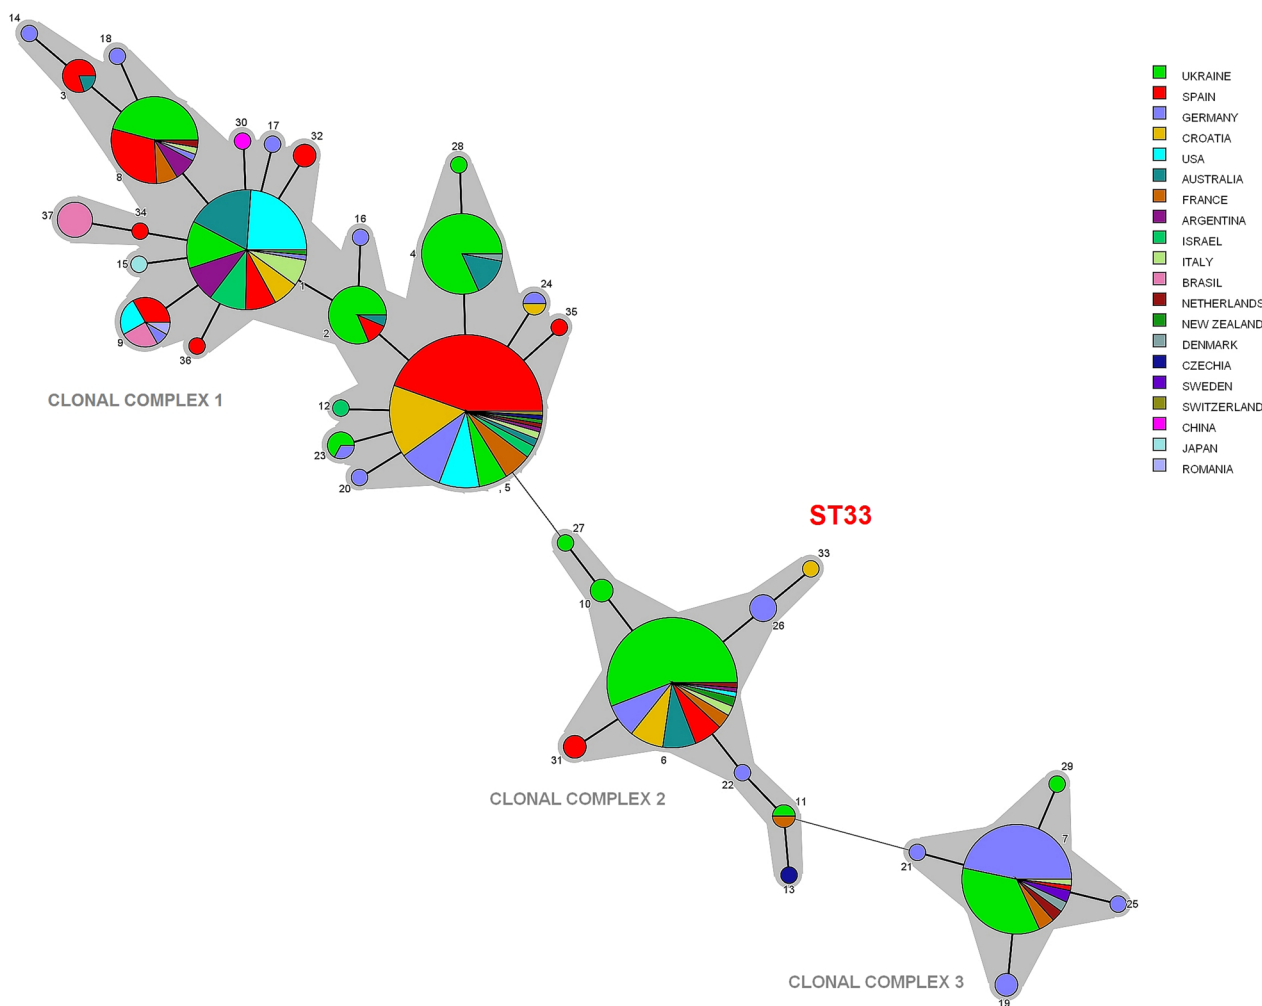 14
18
3
8
30
17
32
28
37
34
15
16
4
1
2
24
35
9
36
12
23
20
, 5
CLONAL COMPLEX 1
UKRAINE
SPAIN
GERMANY
CROATIA
USA
AUSTRALIA
FRANCE
ARGENTINA
ISRAEL
ITALY
BRASIL
NETHERLANDS
NEW ZEALAND
DENMARK
CZECHIA
SWEDEN
SWITZERLAND
CHINA
JAPAN
ROMANIA
ST33
27
33
10
26
31
6
22
11
13
CLONAL COMPLEX 2
29
7
21
25
19
CLONAL COMPLEX 3